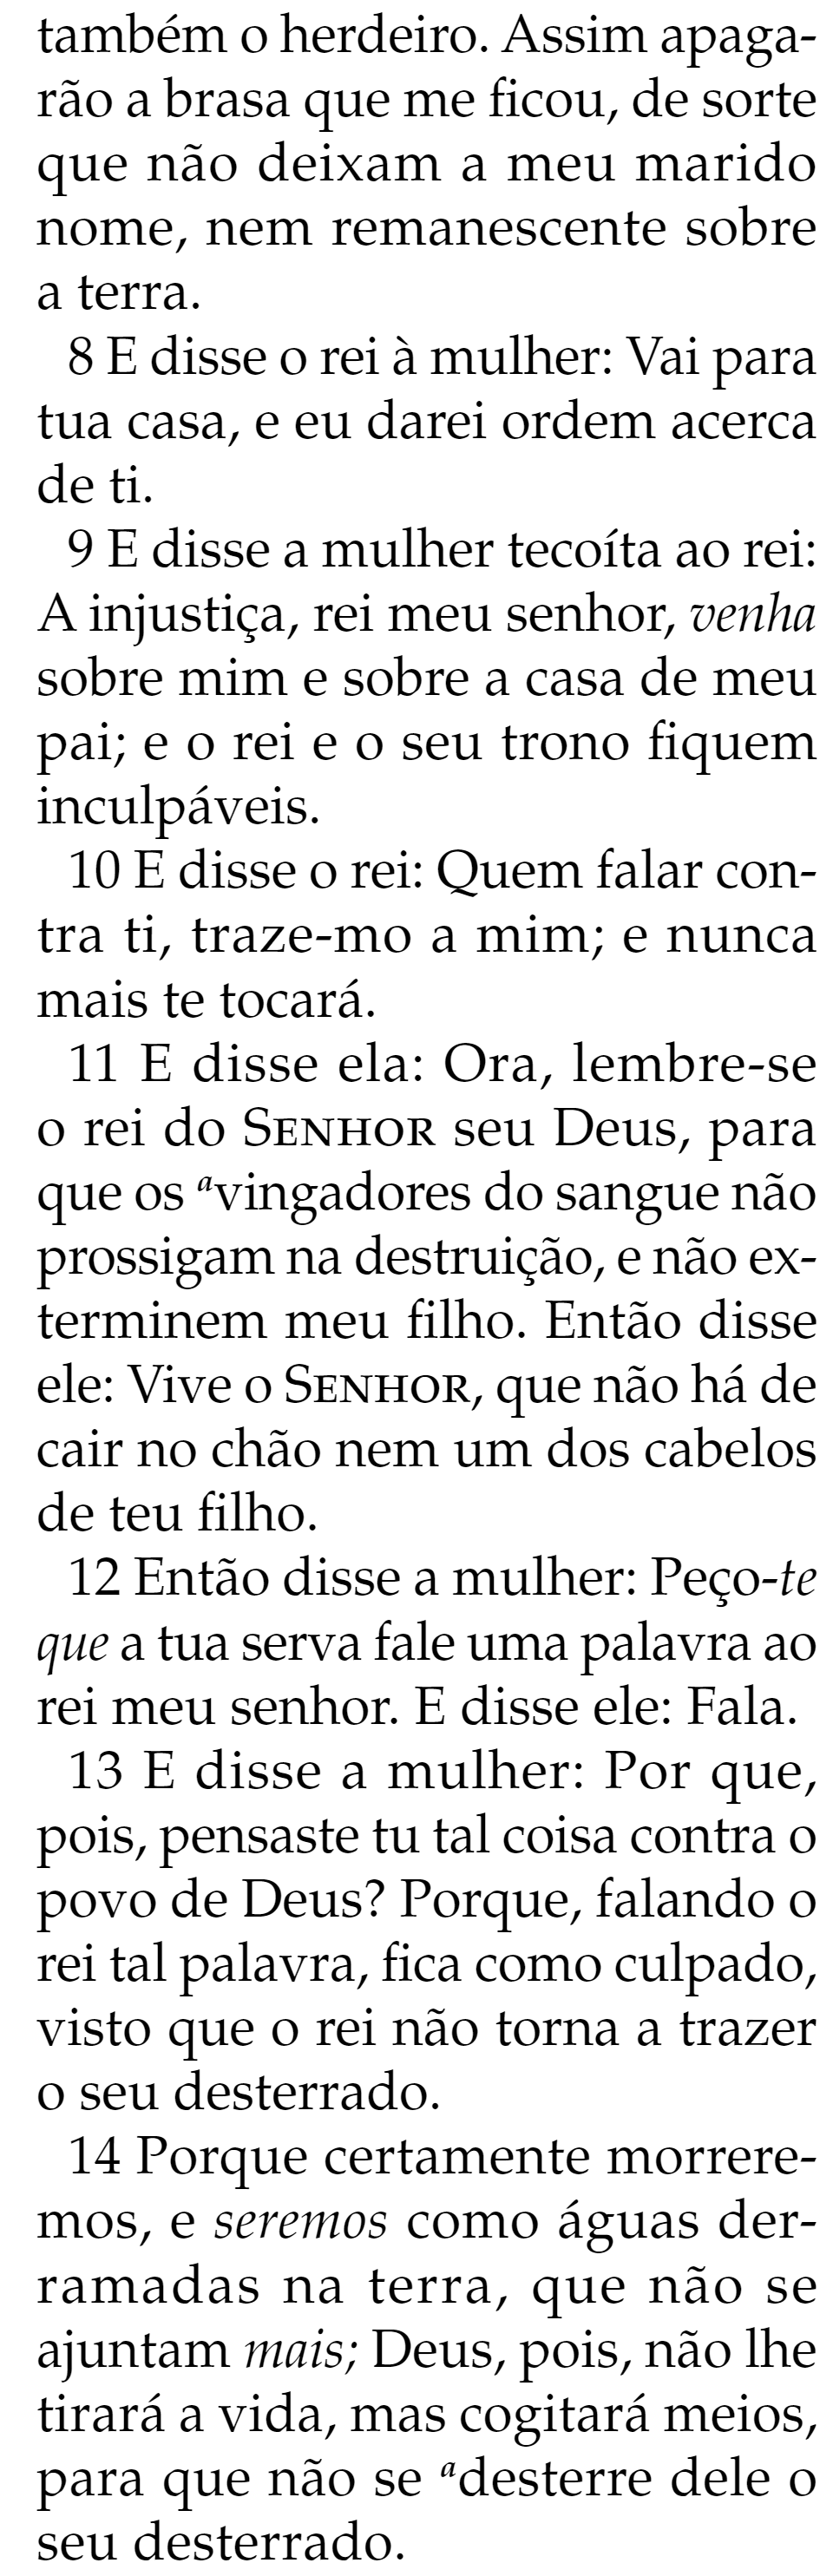 também o herdeiro. Assim apaga-
rão a brasa que me ficou, de sorte
que não deixam a meu marido
nome, nem remanescente sobre
a terra.
8 E disse o rei à mulher: Vai para
tua casa, e eu darei ordem acerca
de ti.
9 E disse a mulher tecoíta ao rei:
A injustiça, rei meu senhor, venha
sobre mim e sobre a casa de meu
pai; e o rei e o seu trono fiquem
inculpáveis.
10 E disse o rei: Quem falar con-
tra ti, traze-mo a mim; e nunca
mais te tocará.
11 E disse ela: Ora, lembre-se
o rei do SENHOR seu Deus, para
que os ᵃvingadores do sangue não
prossigam na destruição, e não ex-
terminem meu filho. Então disse
ele: Vive o SENHOR, que não há de
cair no chão nem um dos cabelos
de teu filho.
12 Então disse a mulher: Peço-te
que a tua serva fale uma palavra ao
rei meu senhor. E disse ele: Fala.
13 E disse a mulher: Por que,
pois, pensaste tu tal coisa contra o
povo de Deus? Porque, falando o
rei tal palavra, fica como culpado,
visto que o rei não torna a trazer
o seu desterrado.
14 Porque certamente morrere-
mos, e seremos como águas der-
ramadas na terra, que não se
ajuntam mais; Deus, pois, não lhe
tirará a vida, mas cogitará meios,
para que não se ᵃdesterre dele o
seu desterrado.